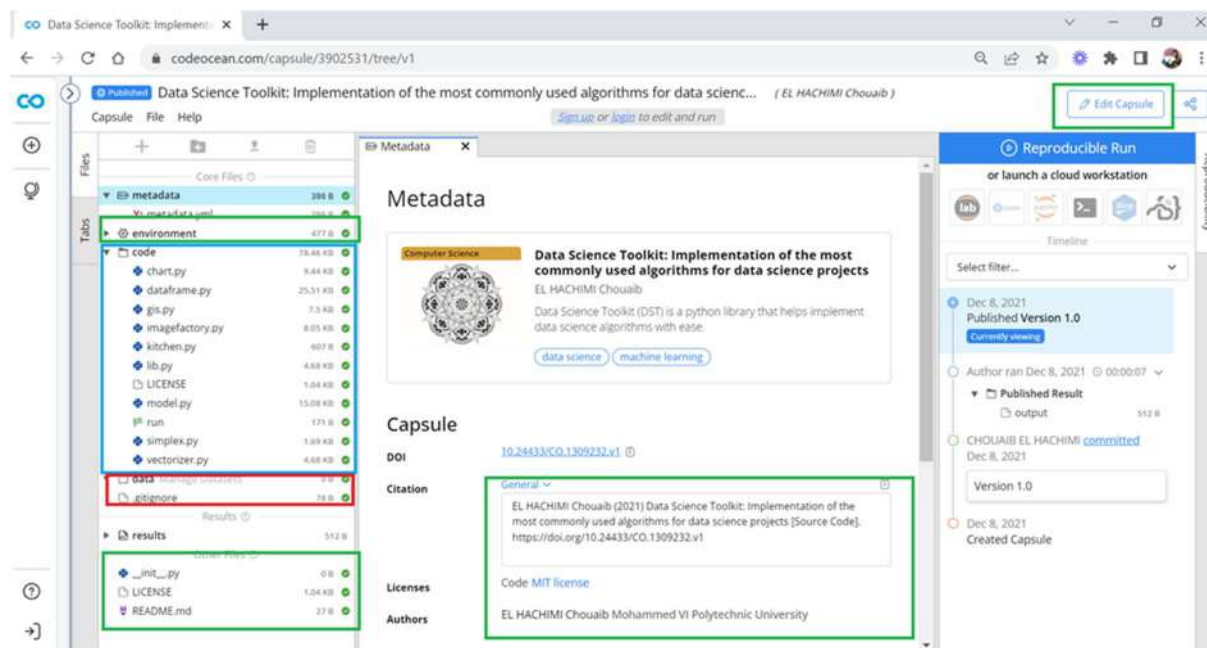 Data Science Toolkit: Implement
codeocean.com/capsule/3902531/tree/v1
Published Data Science Toolkit: Implementation of the most commonly used algorithms for data scienc... ( EL HACHIMI Chouaib )
Edit Capsule
Capsule File Help
Sign up or login to edit and run
Files
Tabs
Core Files
metadata 386 B
metadata.yml
environment 477 B
code 78.46 KB
chart.py 9.44 KB
dataframe.py 25.51 KB
gis.py 7.5 KB
imagefactory.py 8.05 KB
kitchen.py 607 B
lib.py 4.68 KB
LICENSE 1.04 KB
model.py 15.08 KB
run 171 B
simplex.py 1.69 KB
vectorizer.py 4.68 KB
data Manage Datasets 0 B
.gitignore 78 B
Results
results 512 B
Other Files
__init__.py 0 B
LICENSE 1.04 KB
README.md 27 B
Metadata
Metadata
Computer Science
Data Science Toolkit: Implementation of the most
commonly used algorithms for data science projects
EL HACHIMI Chouaib
Data Science Toolkit (DST) is a python library that helps implement
data science algorithms with ease.
data science machine learning
Capsule
DOI 10.24433/CO.1309232.v1
Citation General
EL HACHIMI Chouaib (2021) Data Science Toolkit: Implementation of the
most commonly used algorithms for data science projects [Source Code].
https://doi.org/10.24433/CO.1309232.v1
Licenses Code MIT license
Authors EL HACHIMI Chouaib Mohammed VI Polytechnic University
Reproducible Run
or launch a cloud workstation
lab
Timeline
Select filter...
Dec 8, 2021
Published Version 1.0
Currently viewing
Author ran Dec 8, 2021 00:00:07
Published Result
output 512 B
CHOUAIB EL HACHIMI committed
Dec 8, 2021
Version 1.0
Dec 8, 2021
Created Capsule